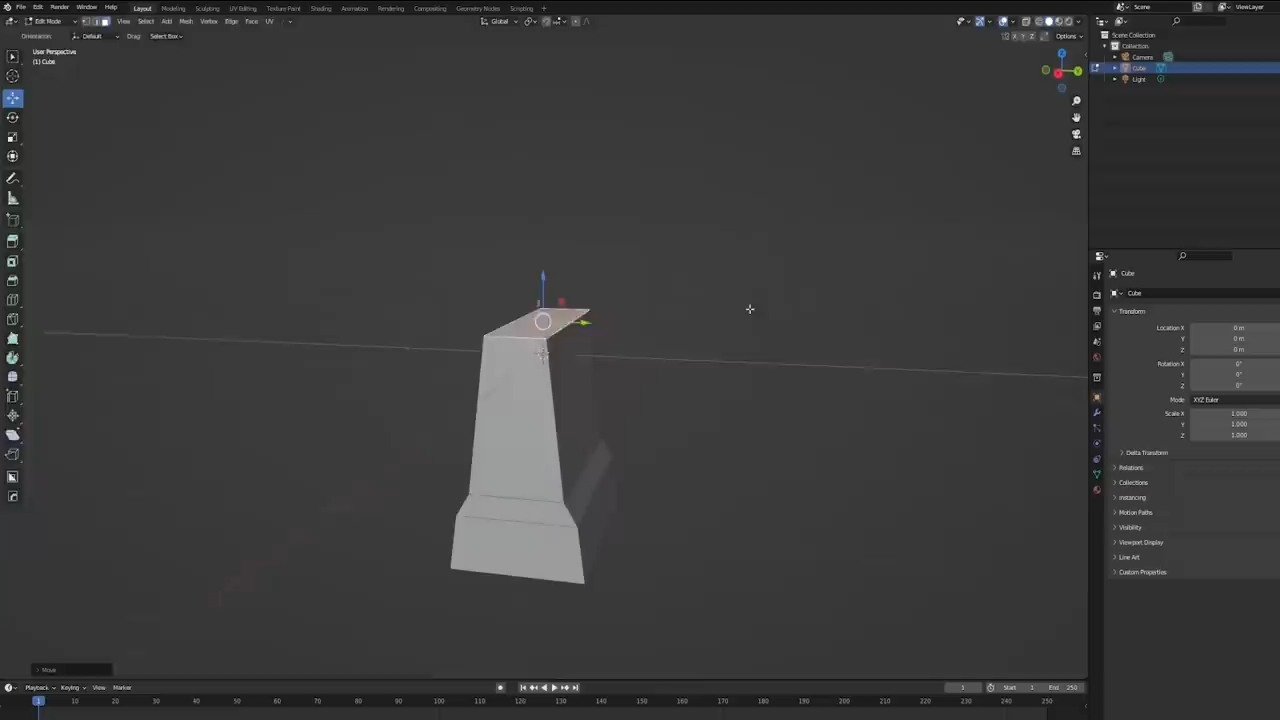 File Edit Render Window Help Layout Modeling Sculpting UV Editing Texture Paint Shading Animation Rendering Compositing Geometry Nodes Scripting + Scene ViewLayer
Edit Mode View Select Add Mesh Vertex Edge Face UV Global
Orientation: Default Drag: Select Box X Y Z Options
User Perspective
(1) Cube
Scene Collection
Collection
Camera
Cube
Light
Cube
Cube
Transform
Location X 0 m
Y 0 m
Z 0 m
Rotation X 0°
Y 0°
Z 0°
Mode XYZ Euler
Scale X 1.000
Y 1.000
Z 1.000
Delta Transform
Relations
Collections
Instancing
Motion Paths
Visibility
Viewport Display
Line Art
Custom Properties
Move
Playback Keying View Marker 1 Start 1 End 250
1 10 20 30 40 50 60 70 80 90 100 110 120 130 140 150 160 170 180 190 200 210 220 230 240 250